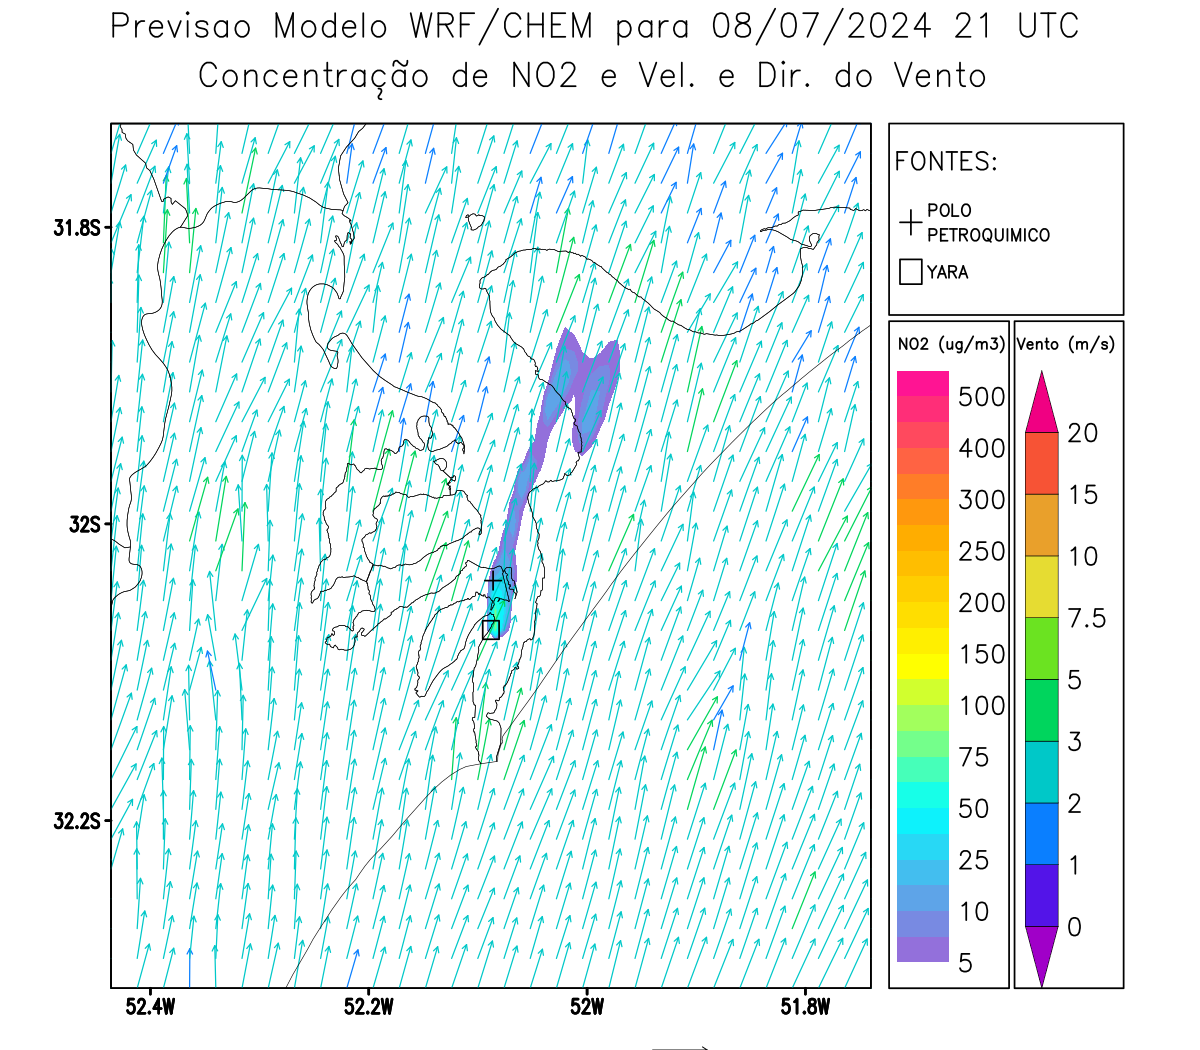 Previsao Modelo WRF/CHEM para 08/07/2024 21 UTC
Concentração de NO2 e Vel. e Dir. do Vento
FONTES:
POLO
PETROQUIMICO
YARA
NO2 (ug/m3)
500
400
300
250
200
150
100
75
50
25
10
5
Vento (m/s)
20
15
10
7.5
5
3
2
1
0
31.8S
32S
32.2S
52.4W
52.2W
52W
51.8W